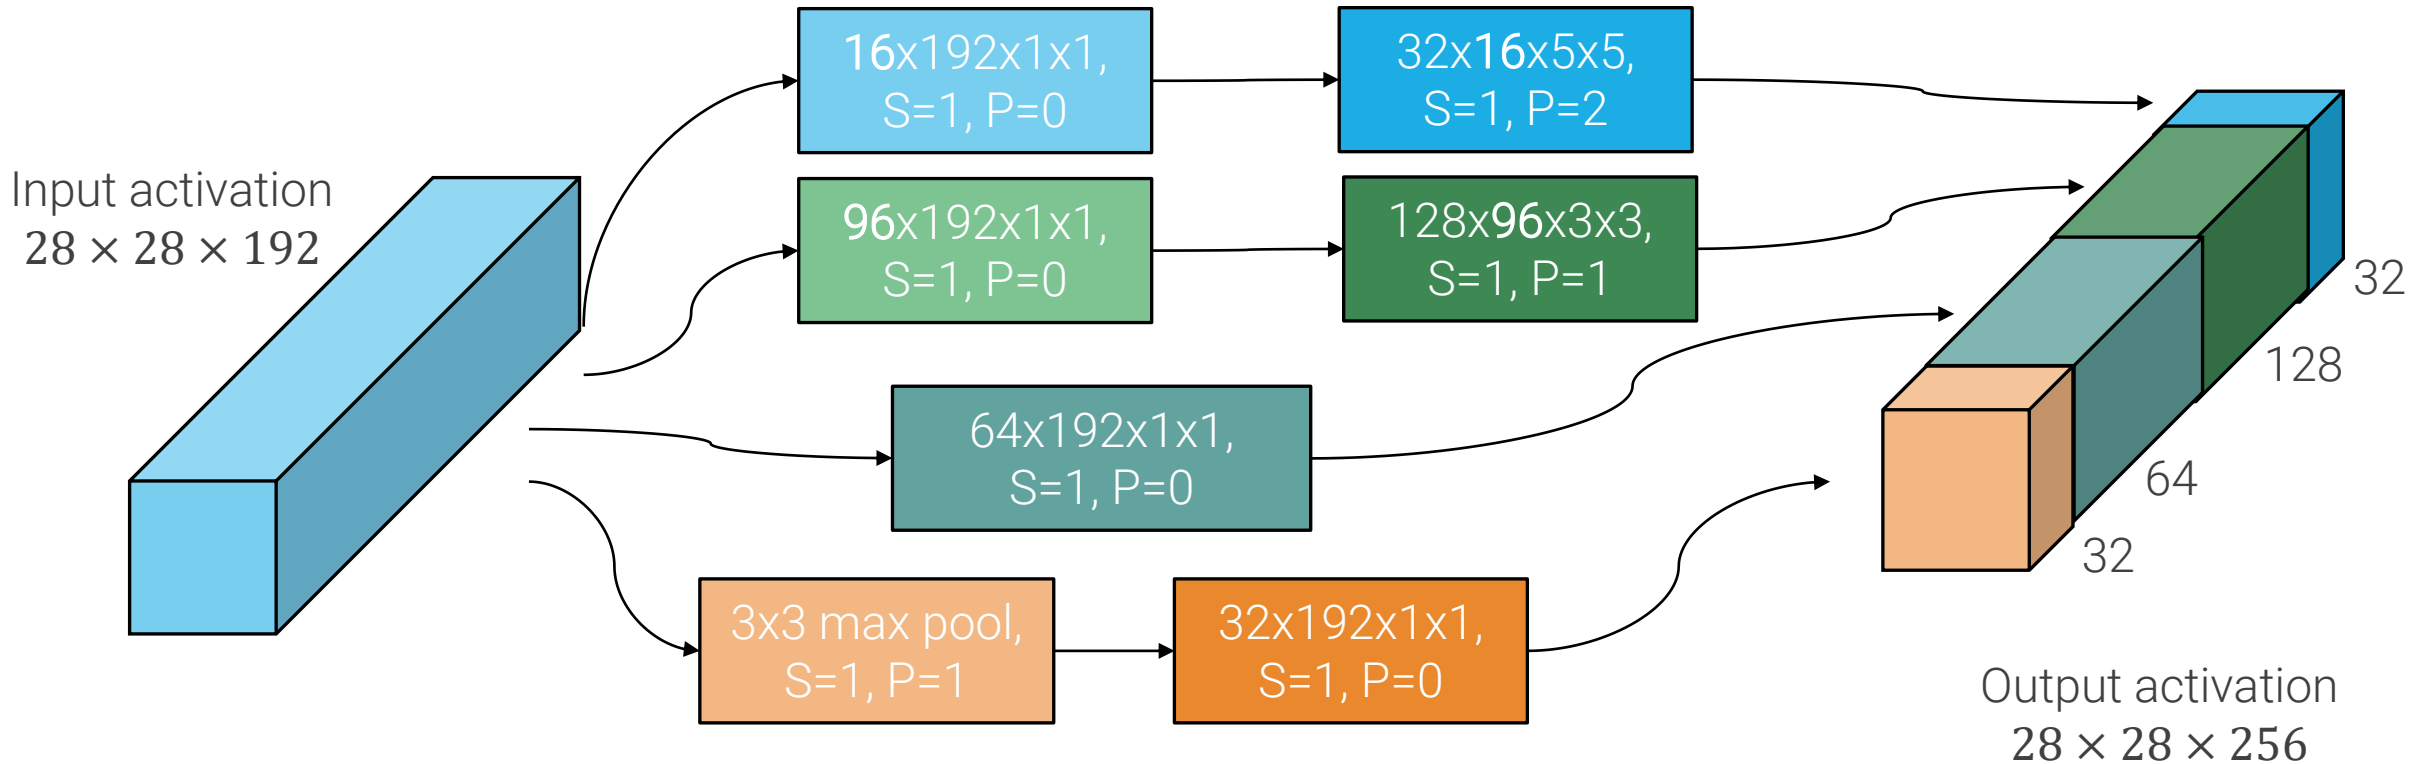 Input activation
28 × 28 × 192
16x192x1x1,
S=1, P=0
32x16x5x5,
S=1, P=2
96x192x1x1,
S=1, P=0
128x96x3x3,
S=1, P=1
64x192x1x1,
S=1, P=0
3x3 max pool,
S=1, P=1
32x192x1x1,
S=1, P=0
32
128
64
32
Output activation
28 × 28 × 256